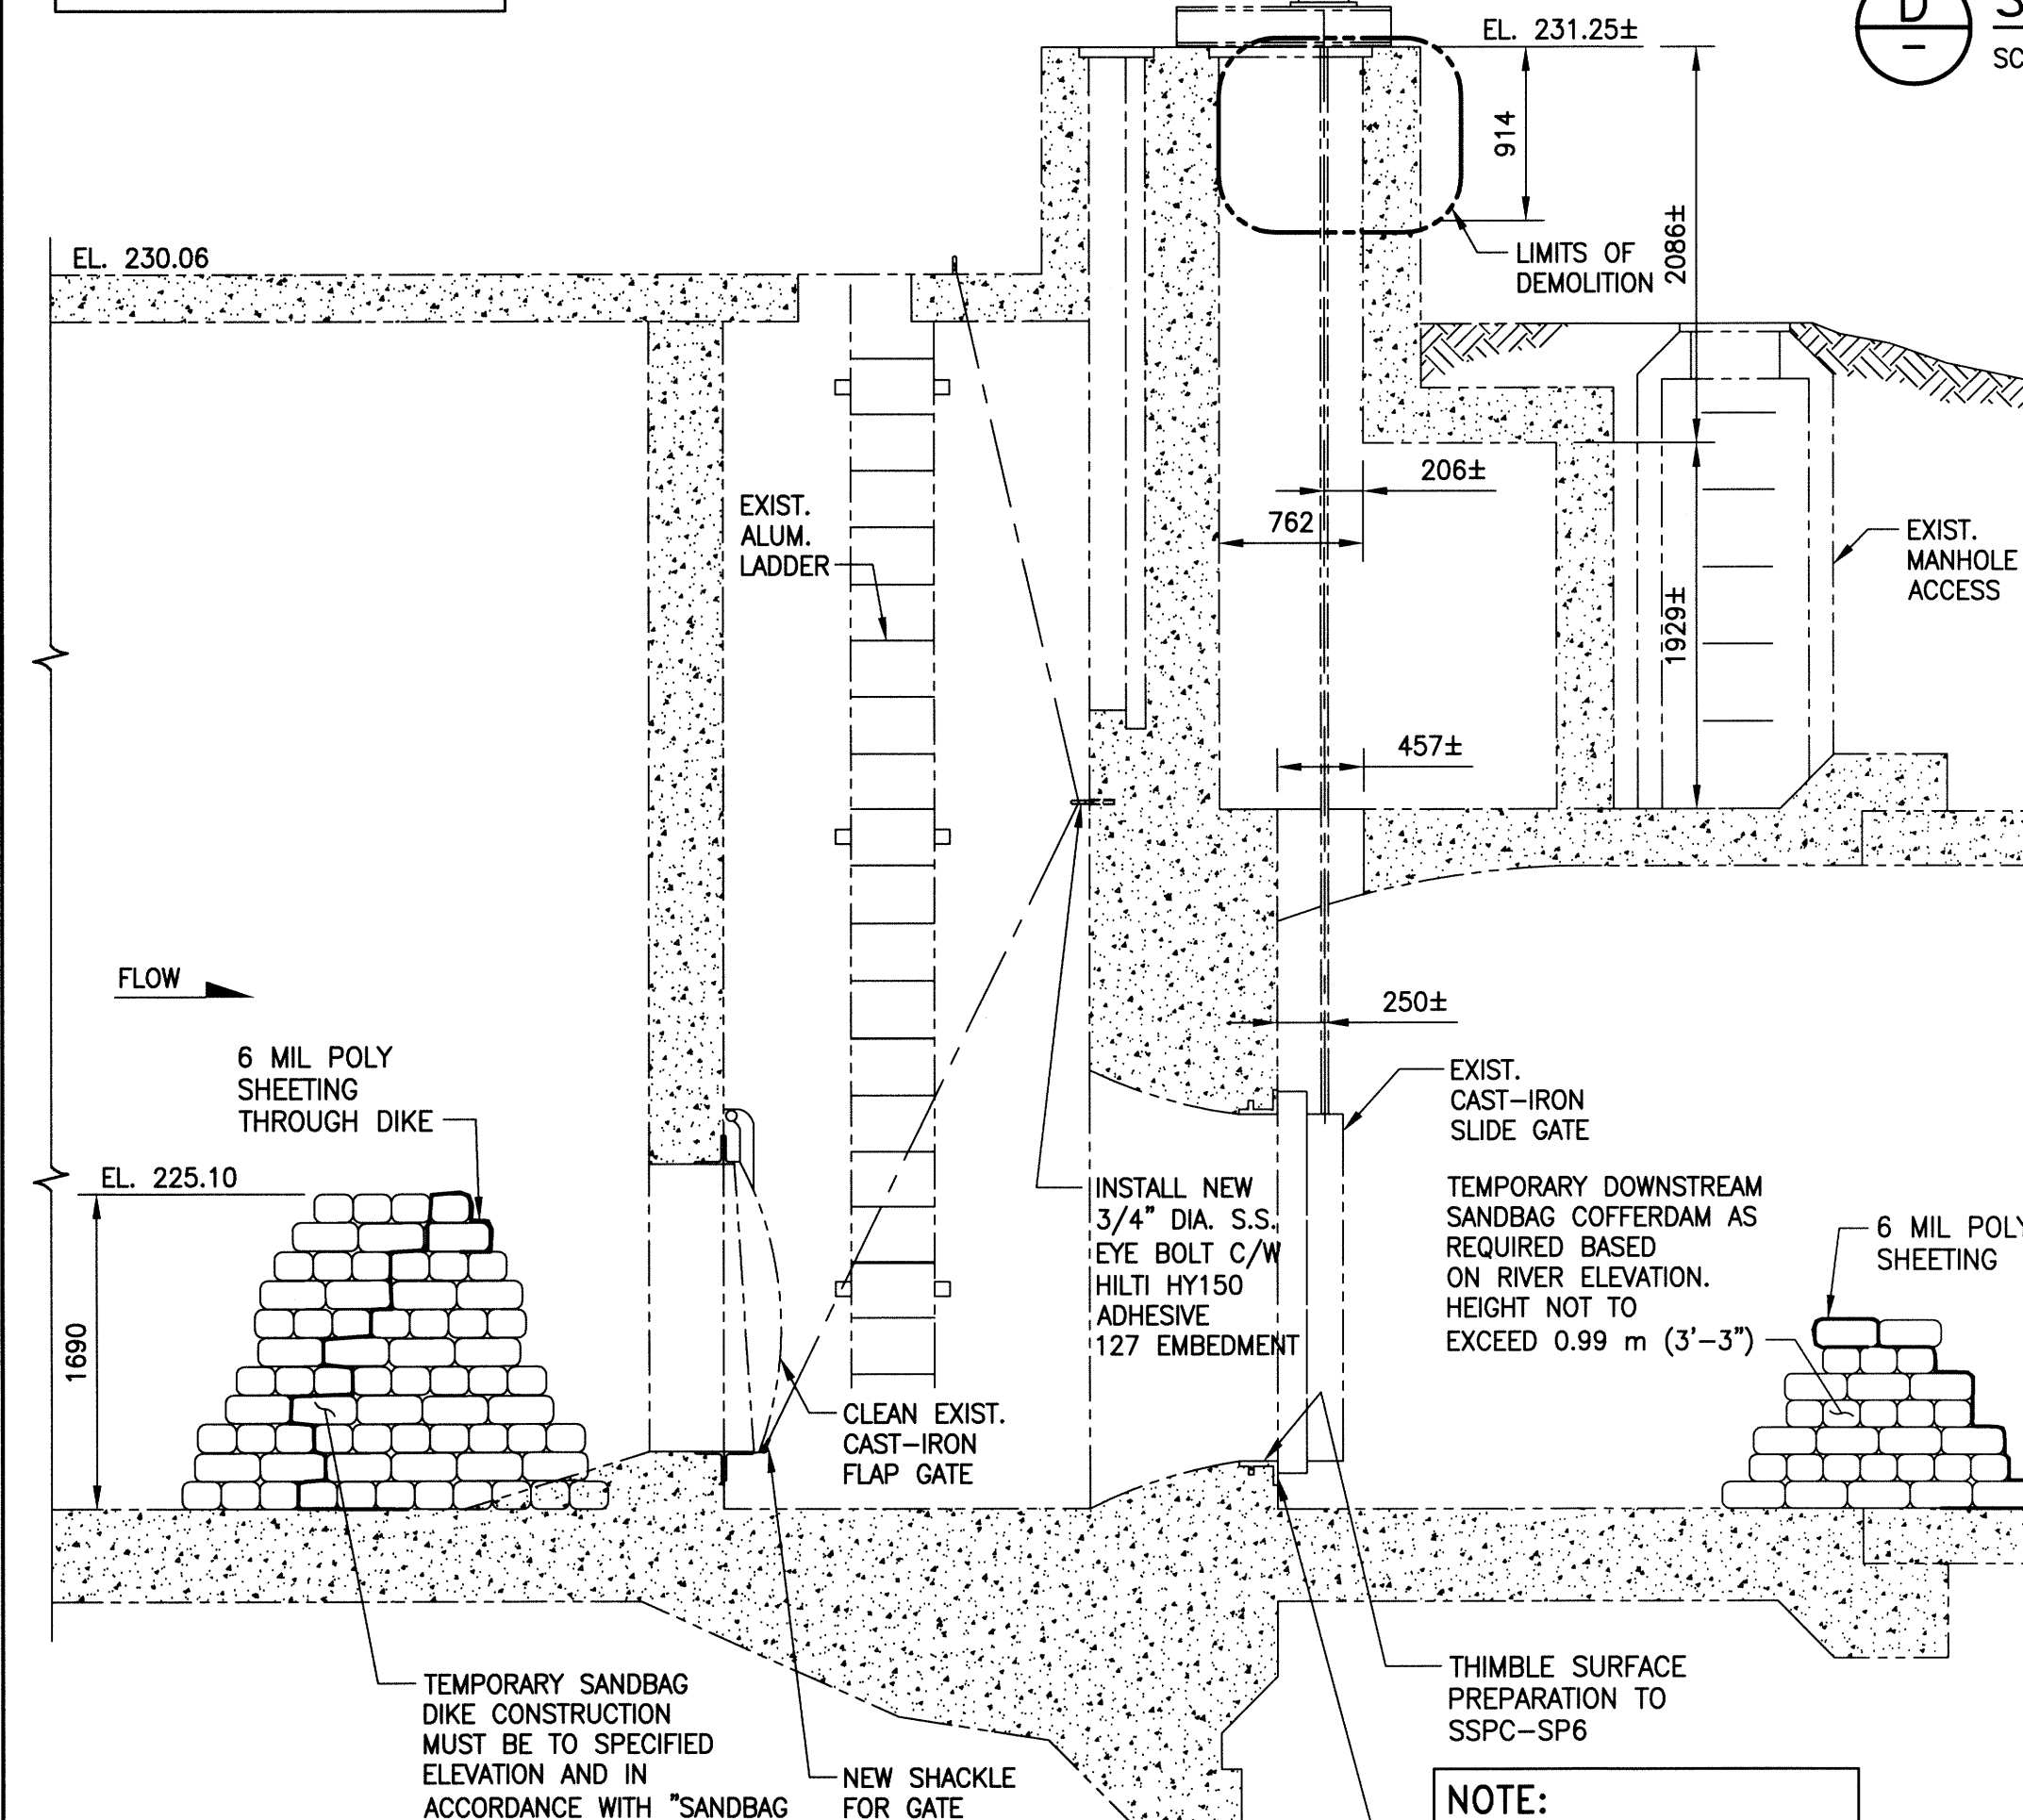 D
-
EL. 231.25±
914
2086±
LIMITS OF
DEMOLITION
EL. 230.06
206±
762
EXIST.
ALUM.
LADDER
EXIST.
MANHOLE
ACCESS
1929±
457±
FLOW
250±
6 MIL POLY
SHEETING
THROUGH DIKE
EXIST.
CAST-IRON
SLIDE GATE
EL. 225.10
1690
INSTALL NEW
3/4" DIA. S.S.
EYE BOLT C/W
HILTI HY150
ADHESIVE
127 EMBEDMENT
TEMPORARY DOWNSTREAM
SANDBAG COFFERDAM AS
REQUIRED BASED
ON RIVER ELEVATION.
HEIGHT NOT TO
EXCEED 0.99 m (3'-3")
6 MIL POLY
SHEETING
CLEAN EXIST.
CAST-IRON
FLAP GATE
TEMPORARY SANDBAG
DIKE CONSTRUCTION
MUST BE TO SPECIFIED
ELEVATION AND IN
ACCORDANCE WITH "SANDBAG
NEW SHACKLE
FOR GATE
THIMBLE SURFACE
PREPARATION TO
SSPC-SP6
NOTE: